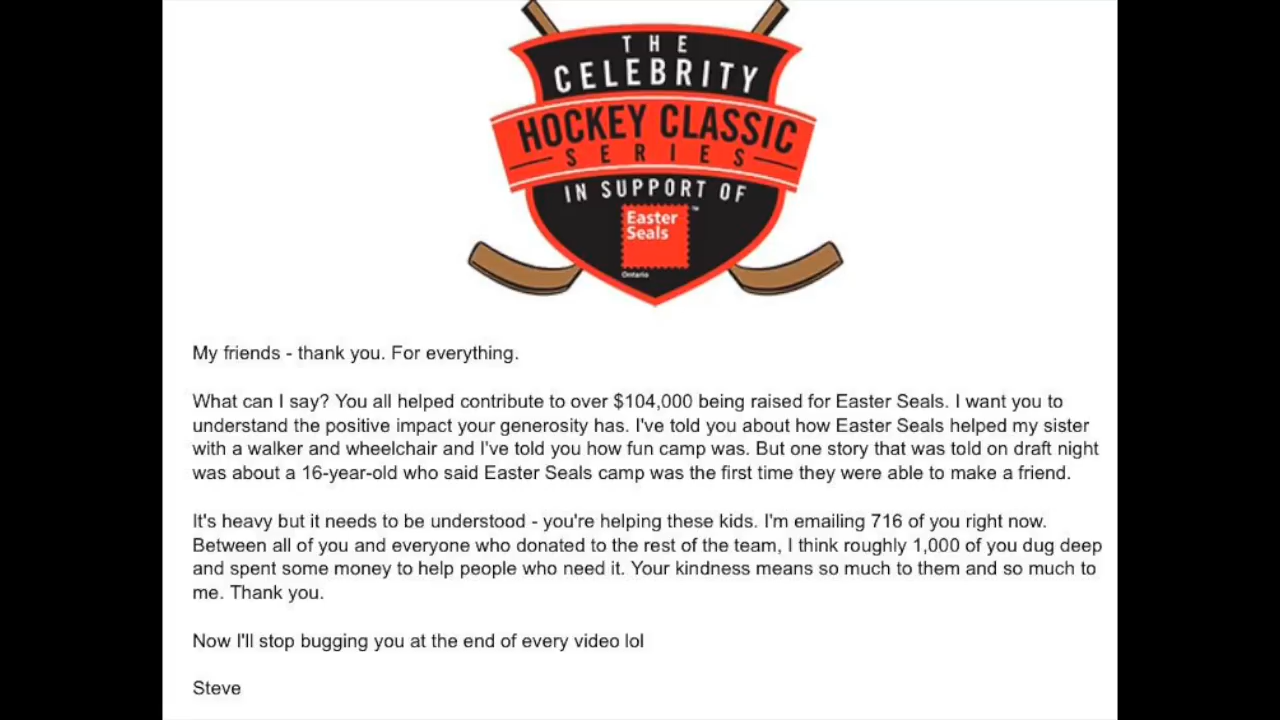 THE
CELEBRITY
HOCKEY CLASSIC
SERIES
IN SUPPORT OF
Easter
Seals
™
Ontario
My friends - thank you. For everything.
What can I say? You all helped contribute to over $104,000 being raised for Easter Seals. I want you to
understand the positive impact your generosity has. I've told you about how Easter Seals helped my sister
with a walker and wheelchair and I've told you how fun camp was. But one story that was told on draft night
was about a 16-year-old who said Easter Seals camp was the first time they were able to make a friend.
It's heavy but it needs to be understood - you're helping these kids. I'm emailing 716 of you right now.
Between all of you and everyone who donated to the rest of the team, I think roughly 1,000 of you dug deep
and spent some money to help people who need it. Your kindness means so much to them and so much to
me. Thank you.
Now I'll stop bugging you at the end of every video lol
Steve